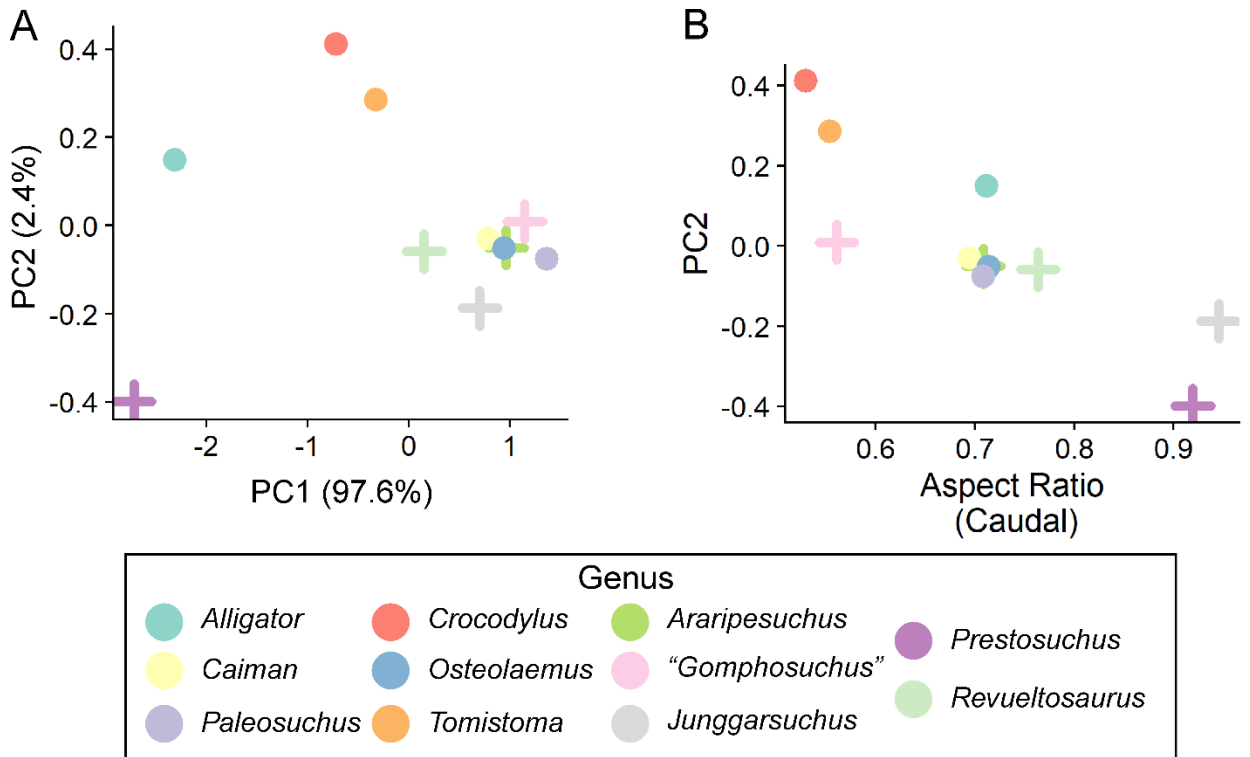 A
0.4
0.2
0.0
-0.2
-0.4
PC2 (2.4%)
-2
-1
0
1
PC1 (97.6%)
B
0.4
0.2
0.0
-0.2
-0.4
PC2
0.6
0.7
0.8
0.9
Aspect Ratio
(Caudal)
Genus
Alligator
Caiman
Paleosuchus
Crocodylus
Osteolaemus
Tomistoma
Araripesuchus
“Gomphosuchus”
Junggarsuchus
Prestosuchus
Revueltosaurus